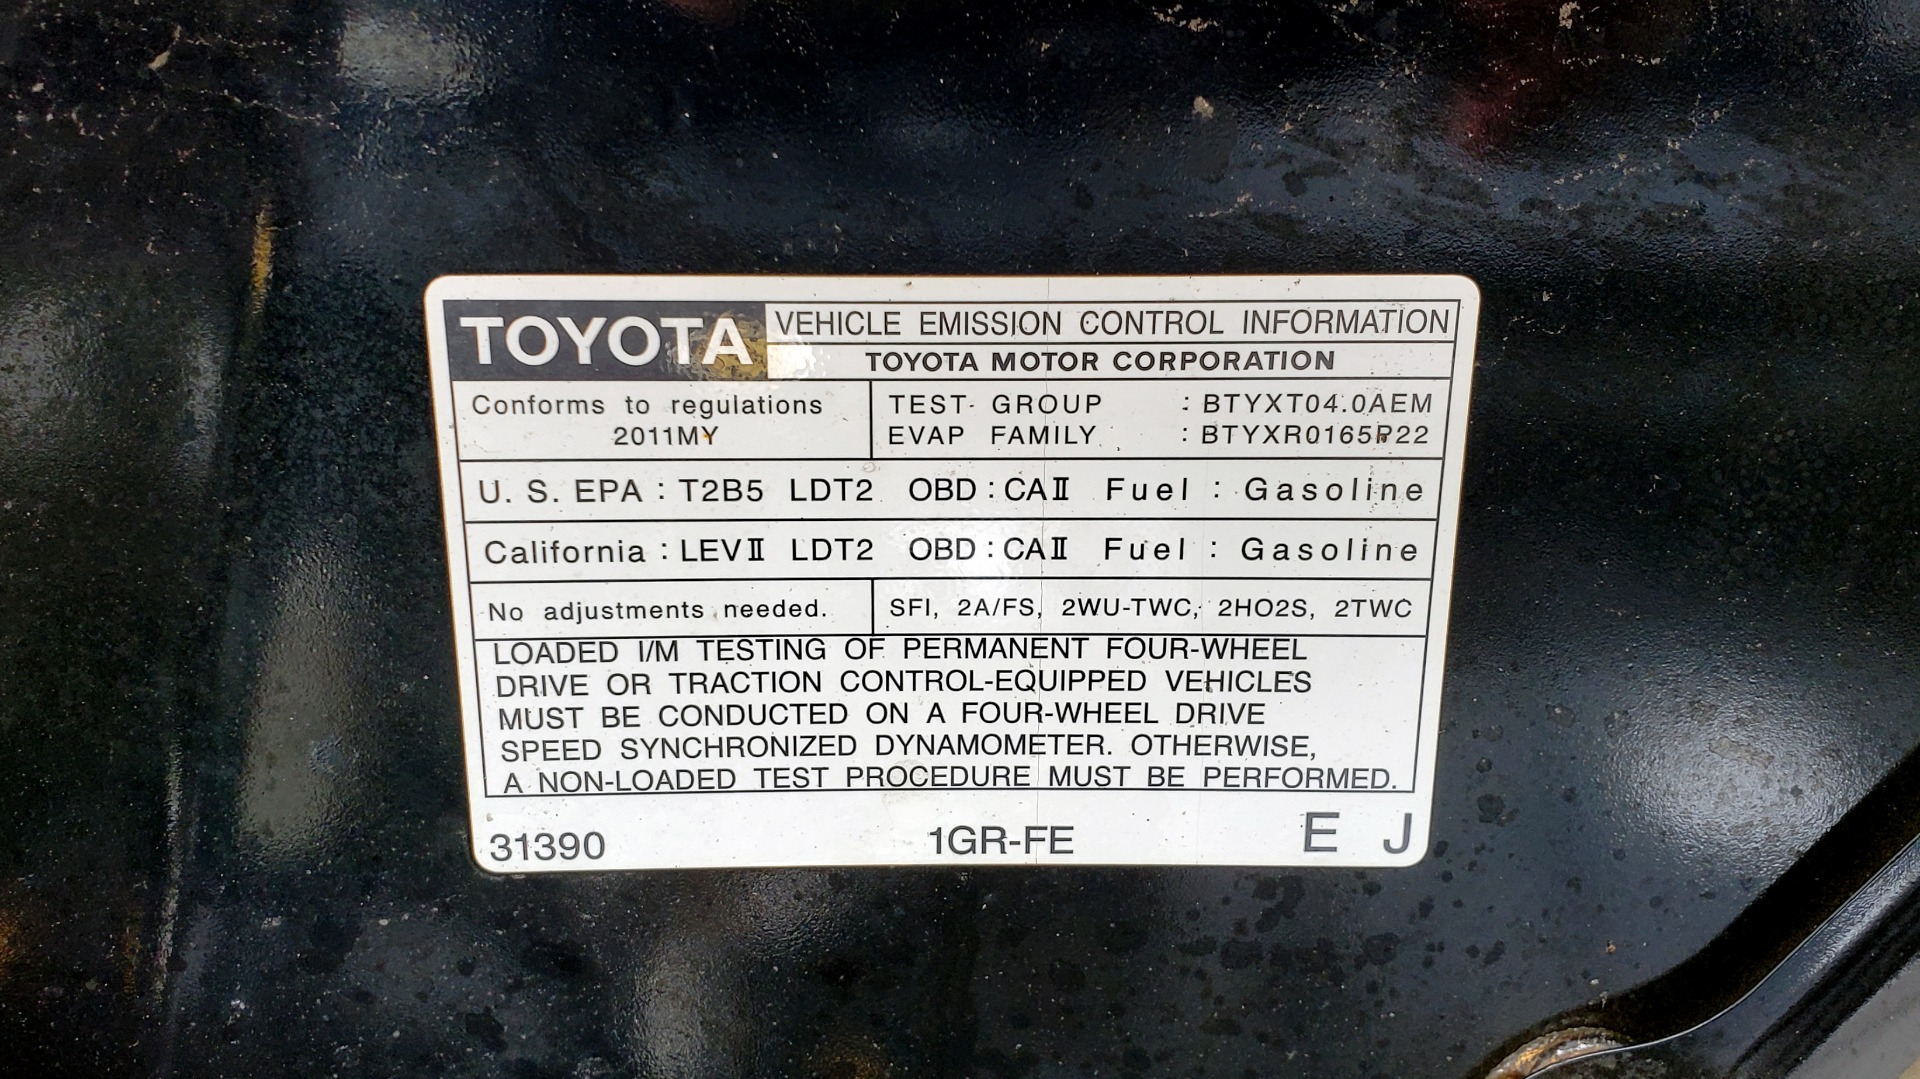 TOYOTA
VEHICLE EMISSION CONTROL INFORMATION
TOYOTA MOTOR CORPORATION
Conforms to regulations
2011MY
TEST GROUP : BTYXT04.0AEM
EVAP FAMILY : BTYXR0165P22
U. S. EPA : T2B5 LDT2 OBD : CAⅡ Fuel : Gasoline
California : LEVⅡ LDT2 OBD : CAⅡ Fuel : Gasoline
No adjustments needed.
SFI, 2A/FS, 2WU-TWC, 2HO2S, 2TWC
LOADED I/M TESTING OF PERMANENT FOUR-WHEEL
DRIVE OR TRACTION CONTROL-EQUIPPED VEHICLES
MUST BE CONDUCTED ON A FOUR-WHEEL DRIVE
SPEED SYNCHRONIZED DYNAMOMETER. OTHERWISE,
A NON-LOADED TEST PROCEDURE MUST BE PERFORMED.
31390 1GR-FE E J